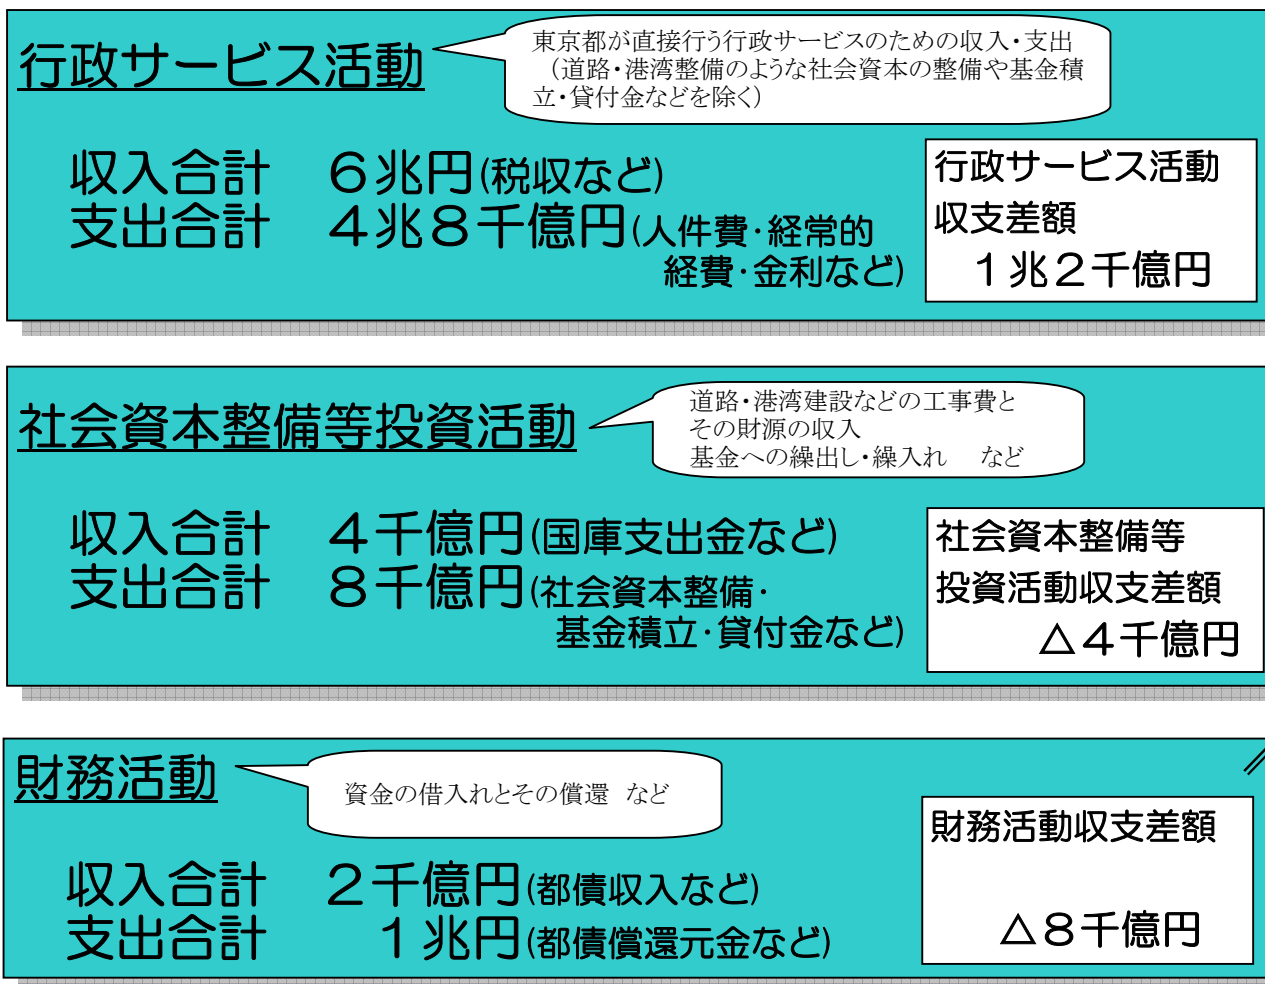 行政サービス活動
東京都が直接行う行政サービスのための収入・支出
（道路・港湾整備のような社会資本の整備や基金積
立・貸付金などを除く）
収入合計　６兆円(税収など)
支出合計　４兆８千億円(人件費・経常的
経費・金利など)
行政サービス活動
収支差額
１兆２千億円
社会資本整備等投資活動
道路・港湾建設などの工事費と
その財源の収入
基金への繰出し・繰入れ　など
収入合計　４千億円(国庫支出金など)
支出合計　８千億円(社会資本整備・
基金積立・貸付金など)
社会資本整備等
投資活動収支差額
△４千億円
財務活動
資金の借入れとその償還　など
収入合計　２千億円(都債収入など)
支出合計　１兆円(都債償還元金など)
財務活動収支差額
△８千億円